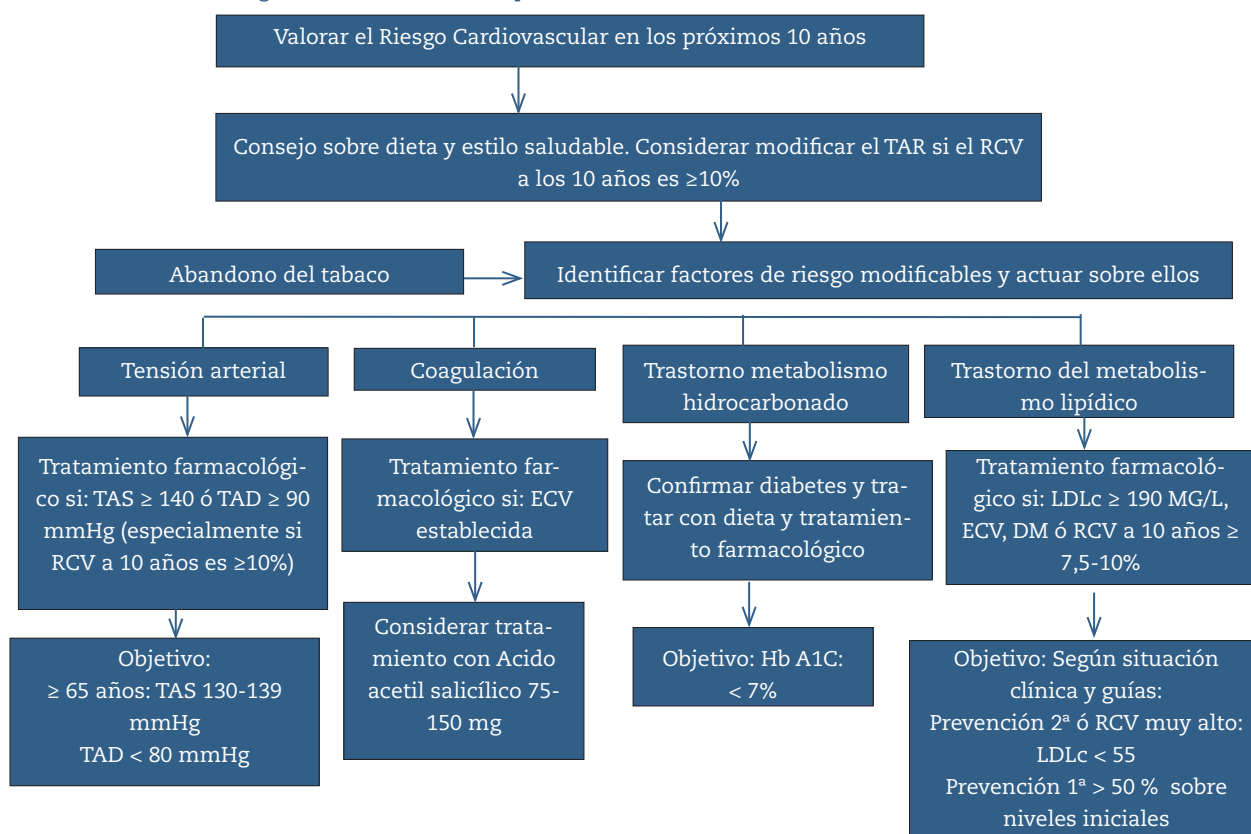 Valorar el Riesgo Cardiovascular en los próximos 10 años
Consejo sobre dieta y estilo saludable. Considerar modificar el TAR si el RCV
a los 10 años es ≥10%
Abandono del tabaco
Identificar factores de riesgo modificables y actuar sobre ellos
Tensión arterial
Tratamiento farmacológi-
co si: TAS ≥ 140 ó TAD ≥ 90
mmHg (especialmente si
RCV a 10 años es ≥10%)
Objetivo:
≥ 65 años: TAS 130-139
mmHg
TAD < 80 mmHg
Coagulación
Tratamiento far-
macológico si: ECV
establecida
Considerar trata-
miento con Acido
acetil salicílico 75-
150 mg
Trastorno metabolismo
hidrocarbonado
Confirmar diabetes y tra-
tar con dieta y tratamien-
to farmacológico
Objetivo: Hb A1C:
< 7%
Trastorno del metabolis-
mo lipídico
Tratamiento farmacoló-
gico si: LDLc ≥ 190 MG/L,
ECV, DM ó RCV a 10 años ≥
7,5-10%
Objetivo: Según situación
clínica y guías:
Prevención 2ª ó RCV muy alto:
LDLc < 55
Prevención 1ª > 50 % sobre
niveles iniciales